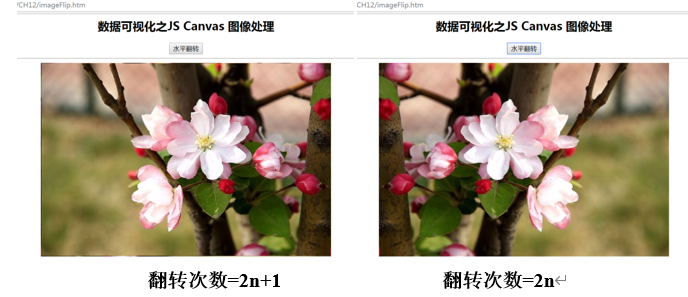 /CH12/imageFlip.htm
数据可视化之JS Canvas 图像处理
水平翻转
翻转次数=2n+1
CH12/imageFlip.htm
数据可视化之JS Canvas 图像处理
水平翻转
翻转次数=2n↵